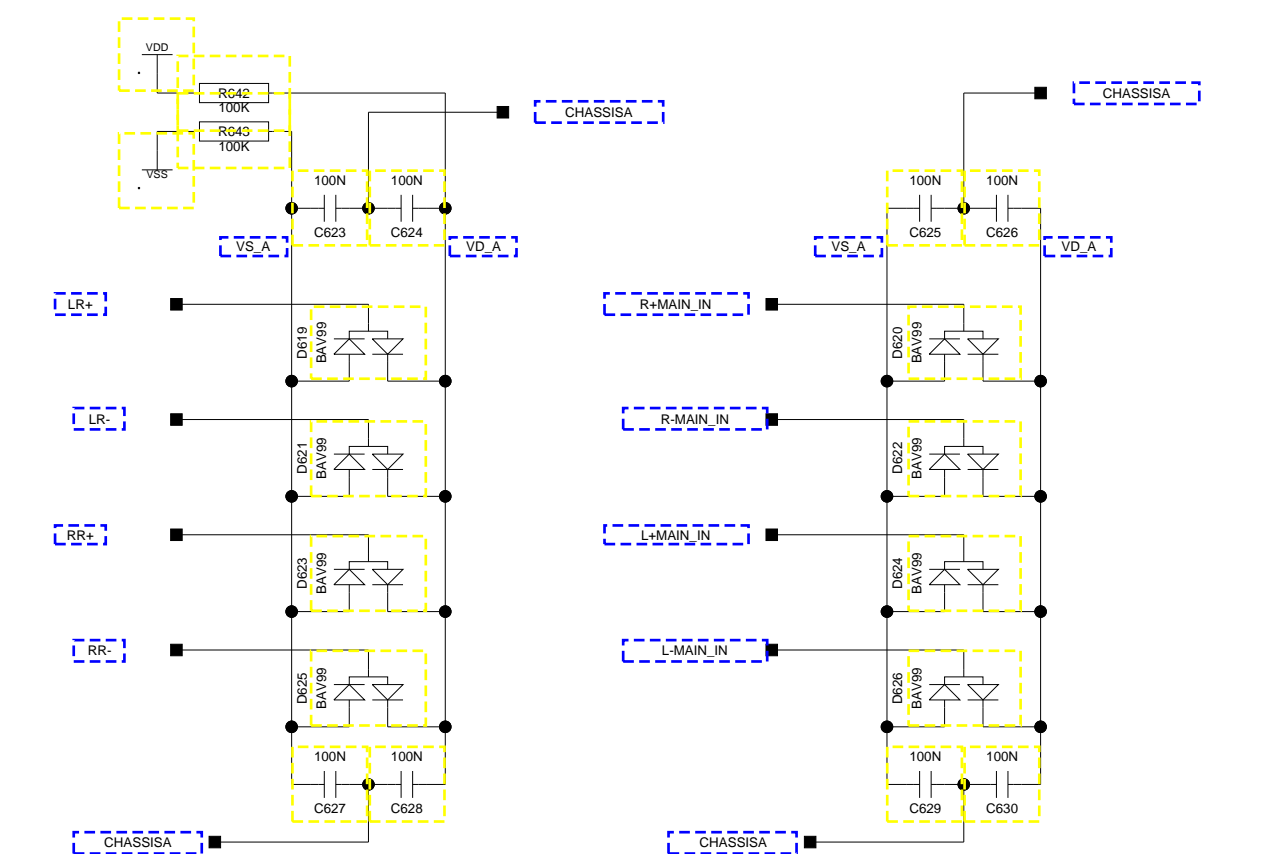 VDD
R642
100K
R643
100K
VSS
CHASSISA
CHASSISA
100N
100N
C623
C624
VS_A
VD_A
100N
100N
C625
C626
VS_A
VD_A
LR+
D619
BAV99
R+MAIN_IN
D620
BAV99
LR-
D621
BAV99
R-MAIN_IN
D622
BAV99
RR+
D623
BAV99
L+MAIN_IN
D624
BAV99
RR-
D625
BAV99
L-MAIN_IN
D626
BAV99
100N
100N
C627
C628
100N
100N
C629
C630
CHASSISA
CHASSISA